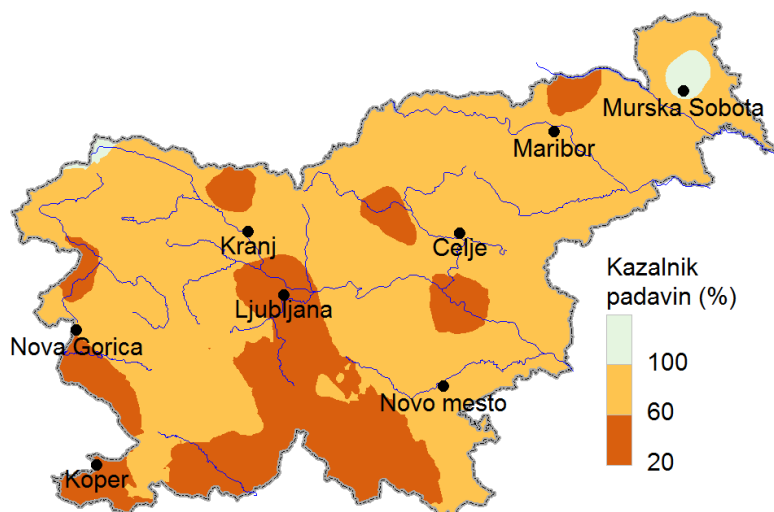 Murska Sobota
Maribor
Kranj
Celje
Ljubljana
Nova Gorica
Novo mesto
Koper
Kazalnik
padavin (%)
100
60
20